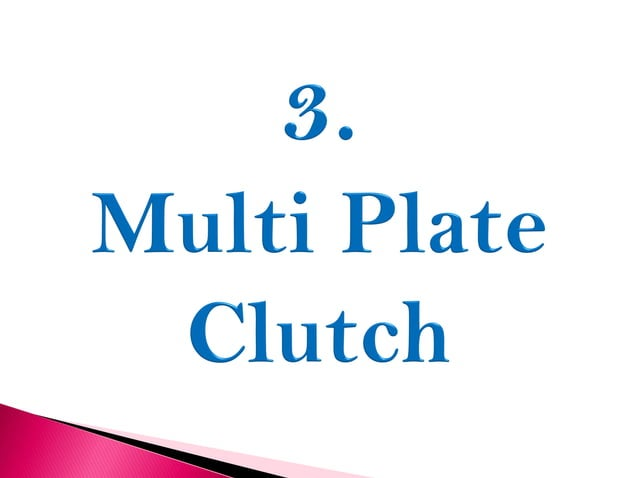 3.
Multi Plate
Clutch